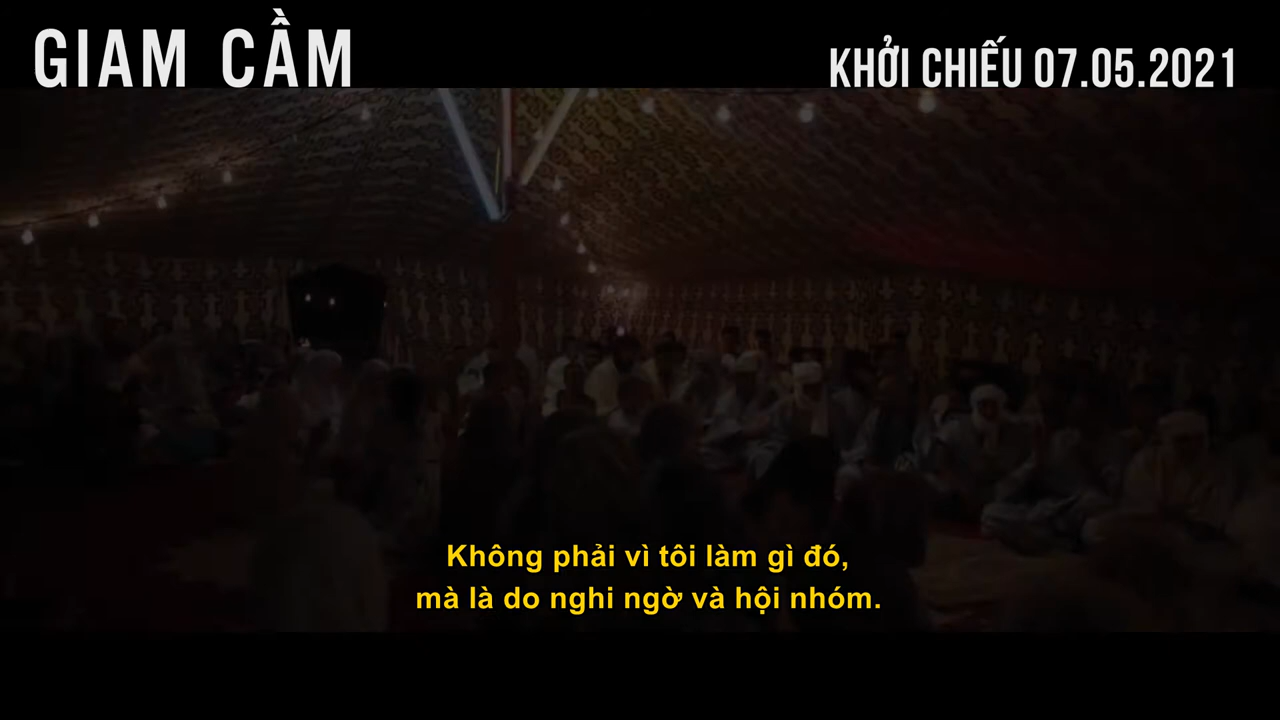 GIAM CẦM
KHỞI CHIẾU 07.05.2021
Không phải vì tôi làm gì đó,
mà là do nghi ngờ và hội nhóm.